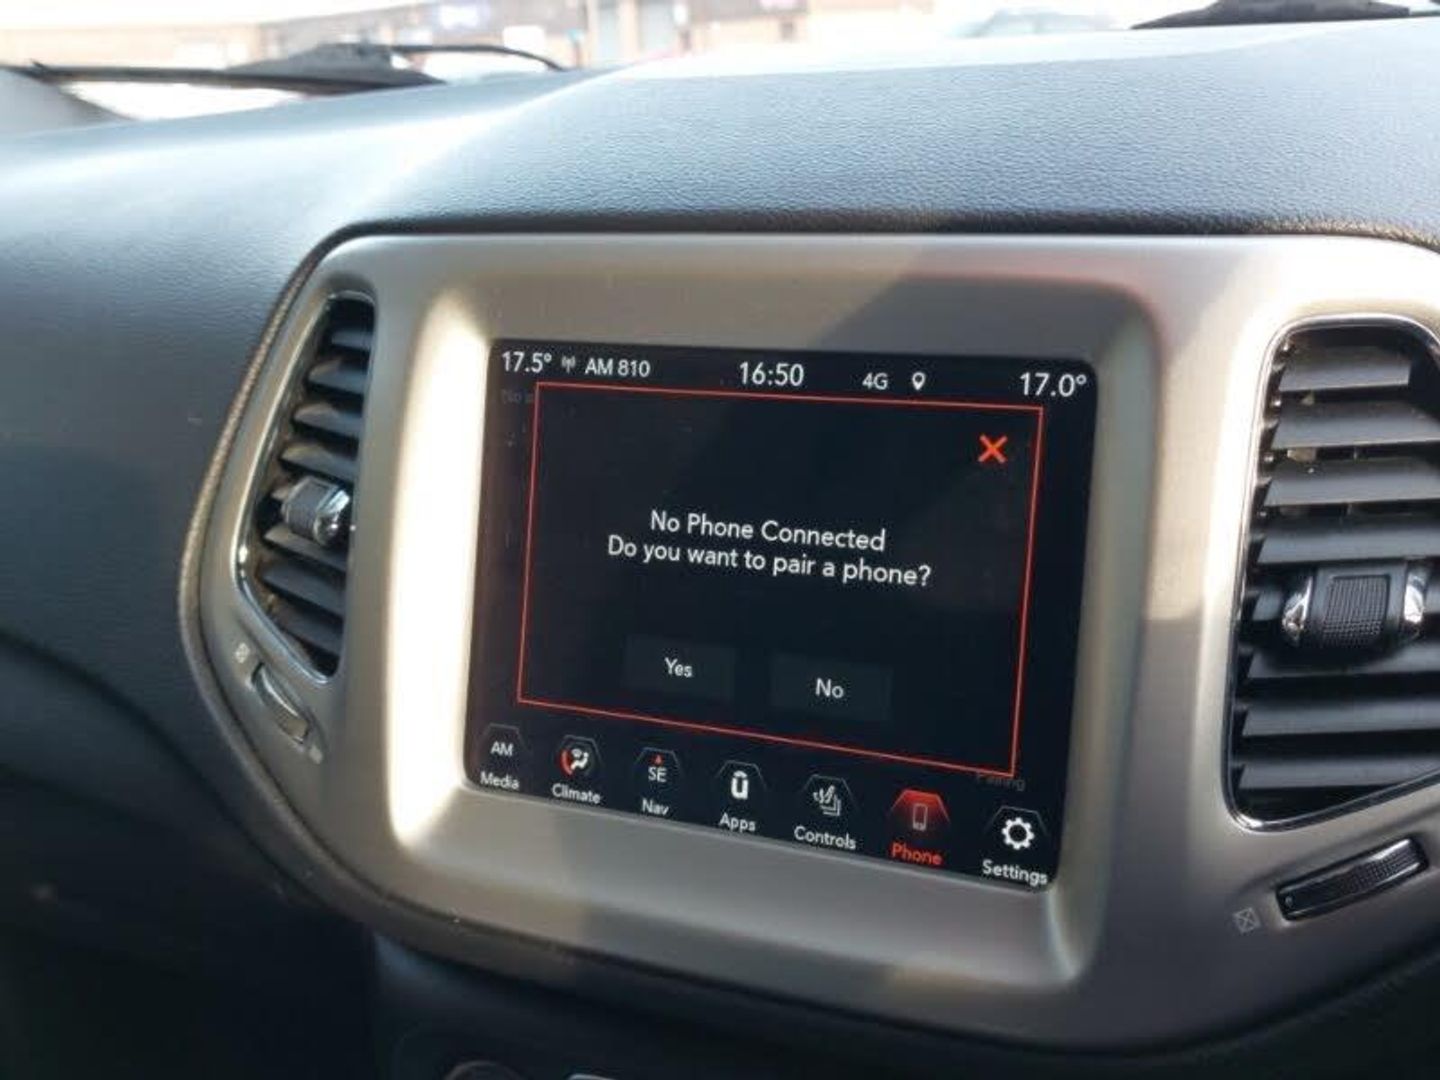 17.5° AM 810 16:50 4G 17.0°
No Phone Connected
Do you want to pair a phone?
Yes No
AM SE
Media Climate Nav Apps Controls Phone Settings